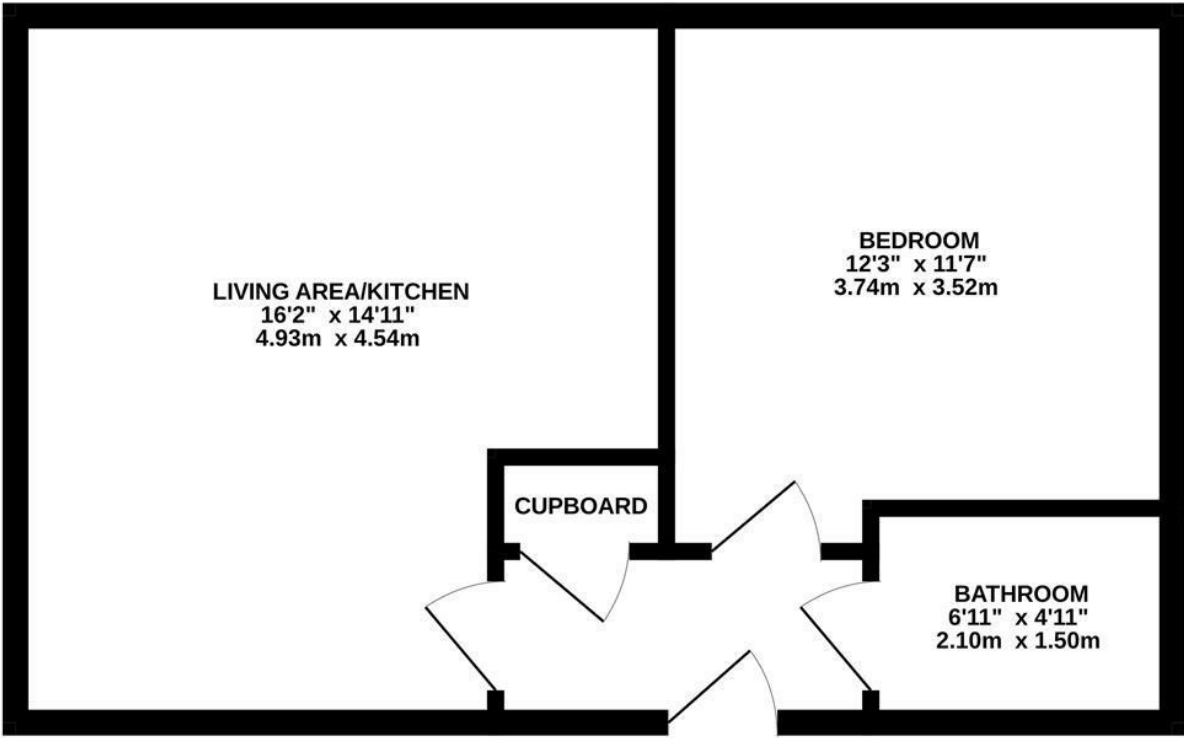 LIVING AREA/KITCHEN
16'2" x 14'11"
4.93m x 4.54m
BEDROOM
12'3" x 11'7"
3.74m x 3.52m
CUPBOARD
BATHROOM
6'11" x 4'11"
2.10m x 1.50m